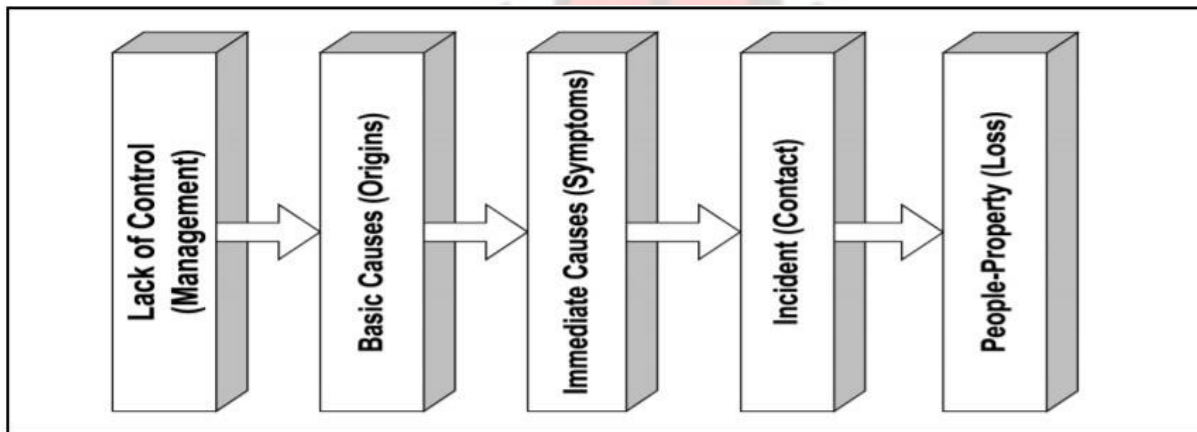 Lack of Control
(Management)
Basic Causes (Origins)
Immediate Causes (Symptoms)
Incident (Contact)
People-Property (Loss)